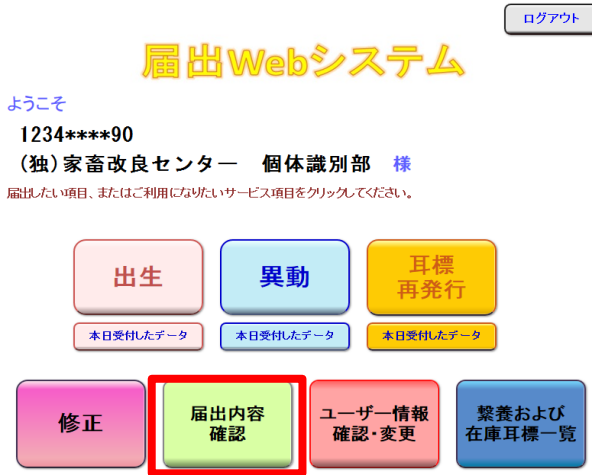 ログアウト
届出Webシステム
ようこそ
1234****90
(独)家畜改良センター 個体識別部 様
届出したい項目、またはご利用になりたいサービス項目をクリックしてください。
出生
異動
耳標
再発行
本日受付したデータ
本日受付したデータ
本日受付したデータ
修正
届出内容
確認
ユーザー情報
確認・変更
繋養および
在庫耳標一覧